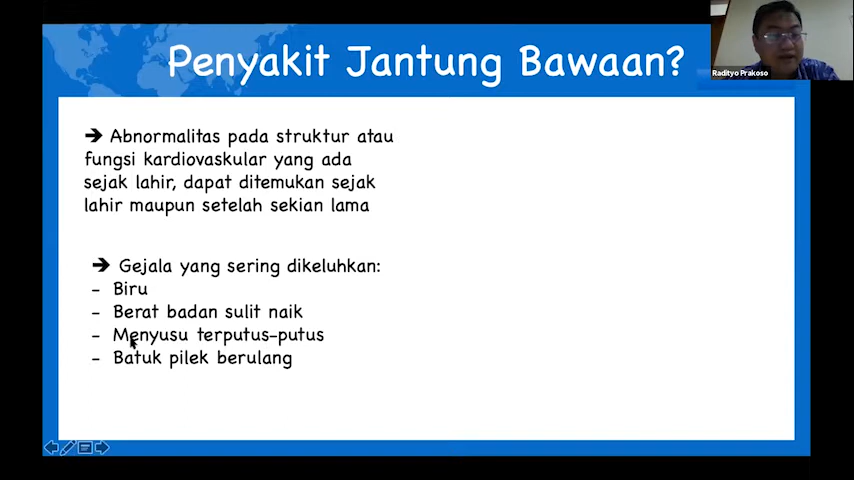 Penyakit Jantung Bawaan?
Radityo Prakoso
➔ Abnormalitas pada struktur atau
fungsi kardiovaskular yang ada
sejak lahir, dapat ditemukan sejak
lahir maupun setelah sekian lama
➔ Gejala yang sering dikeluhkan:
- Biru
- Berat badan sulit naik
- Menyusu terputus-putus
- Batuk pilek berulang